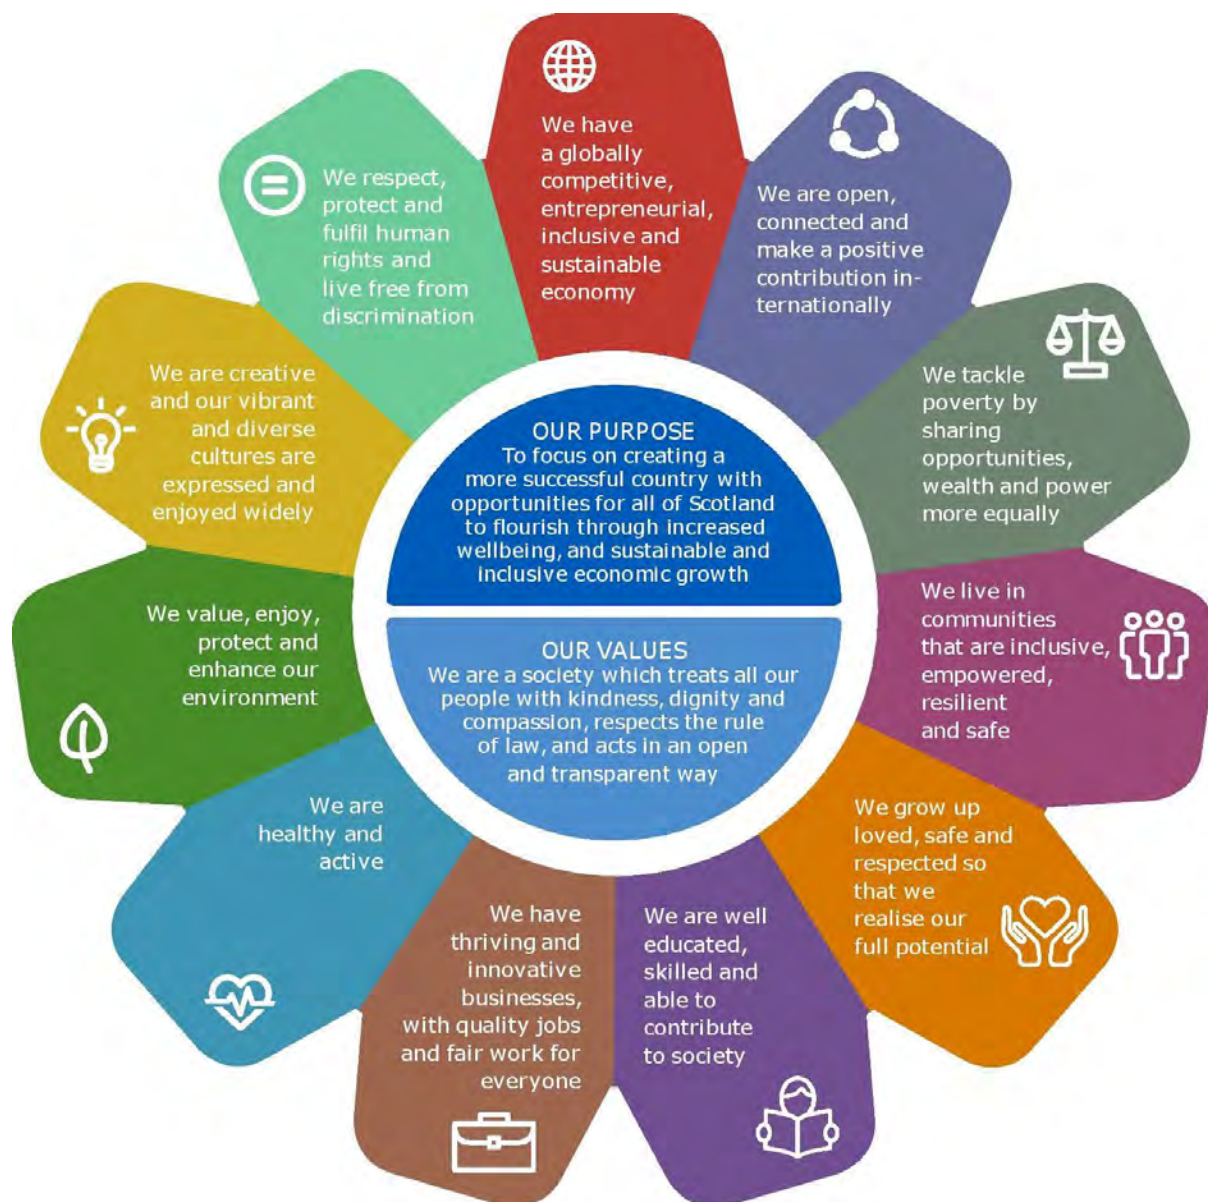 We have
a globally
competitive,
entrepreneurial,
inclusive and
sustainable
economy
We are open,
connected and
make a positive
contribution in-
ternationally
We tackle
poverty by
sharing
opportunities,
wealth and power
more equally
We live in
communities
that are inclusive,
empowered,
resilient
and safe
We grow up
loved, safe and
respected so
that we
realise our
full potential
We are well
educated,
skilled and
able to
contribute
to society
We have
thriving and
innovative
businesses,
with quality jobs
and fair work for
everyone
We are
healthy and
active
We value, enjoy,
protect and
enhance our
environment
We are creative
and our vibrant
and diverse
cultures are
expressed and
enjoyed widely
We respect,
protect and
fulfil human
rights and
live free from
discrimination
OUR PURPOSE
To focus on creating a
more successful country with
opportunities for all of Scotland
to flourish through increased
wellbeing, and sustainable and
inclusive economic growth
OUR VALUES
We are a society which treats all our
people with kindness, dignity and
compassion, respects the rule
of law, and acts in an open
and transparent way